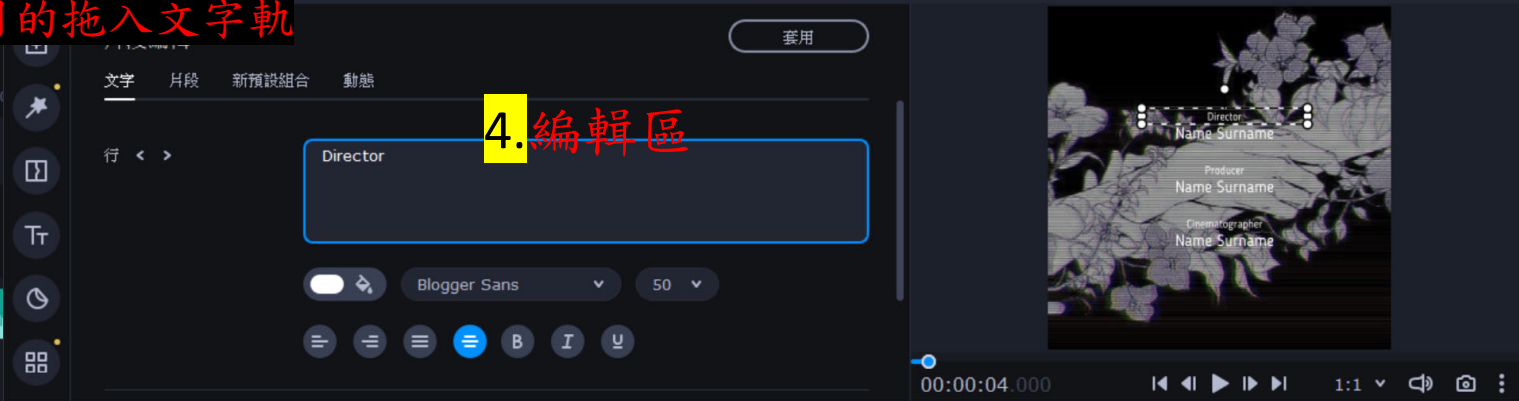 的拖入文字軌
套用
文字 片段 新預設組合 動態
4.編輯區
行
Director
Blogger Sans 50
B I U
Director
Name Surname
Producer
Name Surname
Cinematographer
Name Surname
00:00:04.000
1:1